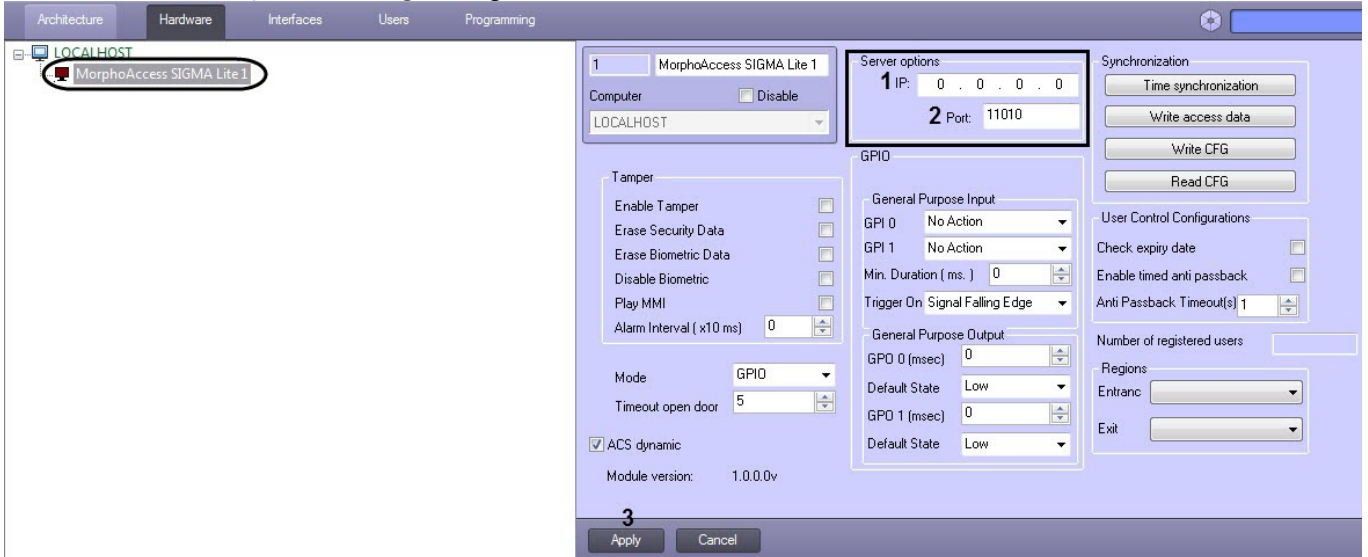 Architecture Hardware Interfaces Users Programming
LOCALHOST
MorphoAccess SIGMA Lite 1
1 MorphoAccess SIGMA Lite 1
Computer Disable
LOCALHOST
Tamper
Enable Tamper
Erase Security Data
Erase Biometric Data
Disable Biometric
Play MMI
Alarm Interval ( x10 ms) 0
Mode GPIO
Timeout open door 5
ACS dynamic
Module version: 1.0.0.0v
Server options
1 IP: 0 . 0 . 0 . 0
2 Port: 11010
GPIO
General Purpose Input
GPI 0 No Action
GPI 1 No Action
Min. Duration ( ms. ) 0
Trigger On Signal Falling Edge
General Purpose Output
GPO 0 (msec) 0
Default State Low
GPO 1 (msec) 0
Default State Low
Synchronization
Time synchronization
Write access data
Write CFG
Read CFG
User Control Configurations
Check expiry date
Enable timed anti passback
Anti Passback Timeout(s) 1
Number of registered users
Regions
Entranc
Exit
3
Apply Cancel